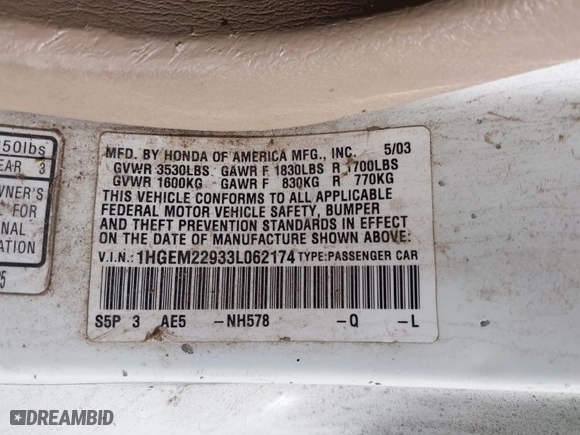 MFD. BY HONDA OF AMERICA MFG., INC. 5/03
GVWR 3530LBS GAWR F 1830LBS R 1700LBS
GVWR 1600KG GAWR F 830KG R 770KG
THIS VEHICLE CONFORMS TO ALL APPLICABLE
FEDERAL MOTOR VEHICLE SAFETY, BUMPER
AND THEFT PREVENTION STANDARDS IN EFFECT
ON THE DATE OF MANUFACTURE SHOWN ABOVE:
V.I.N.: 1HGEM22933L062174 TYPE:PASSENGER CAR
S5P 3 AE5 -NH578 -Q -L
50lbs
EAR 3
WNER'S
FOR
NAL
ATION
DREAMBID